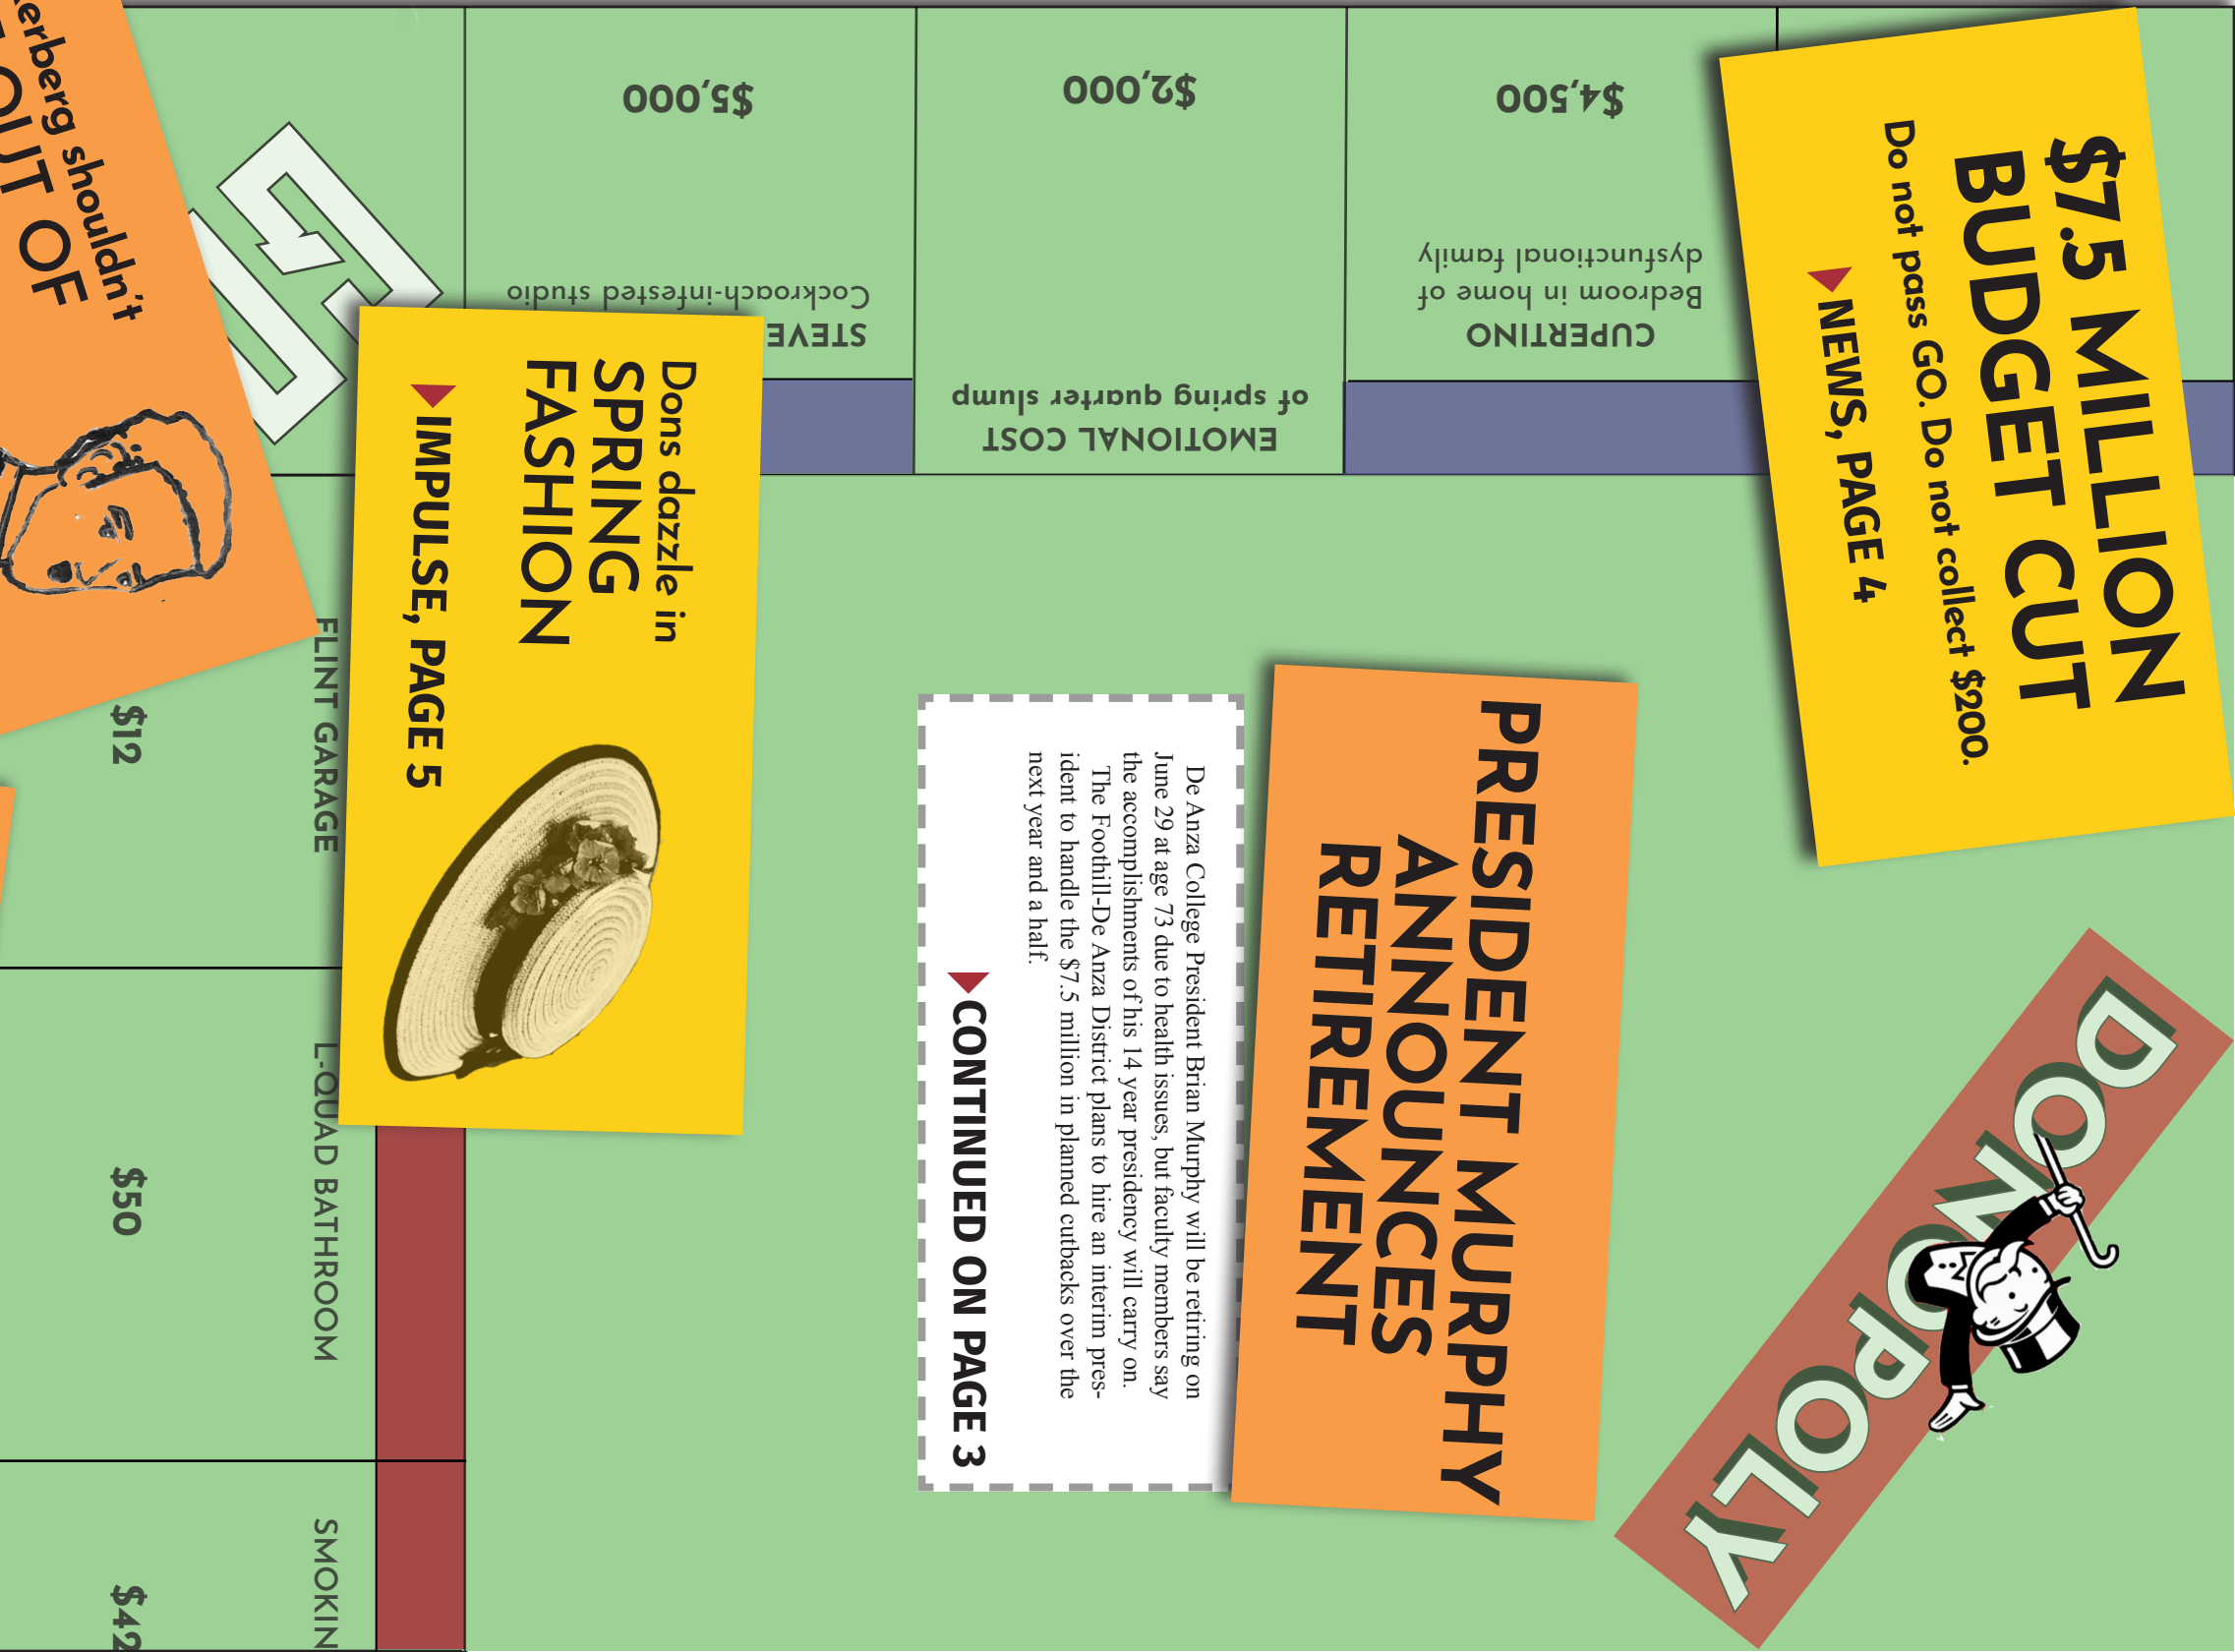 $7.5 MILLION
BUDGET CUT
Do not pass GO. Do not collect $200.
NEWS, PAGE 4
DONOPOLY
PRESIDENT MURPHY
ANNOUNCES
RETIREMENT
De Anza College President Brian Murphy will be retiring on
June 29 at age 73 due to health issues, but faculty members say
the accomplishments of his 14 year presidency will carry on.
The Foothill-De Anza District plans to hire an interim pres-
ident to handle the $7.5 million in planned cutbacks over the
next year and a half.
CONTINUED ON PAGE 3
Dons dazzle in
SPRING
FASHION
IMPULSE, PAGE 5
CUPERTINO
Bedroom in home of
dysfunctional family
$4,500
EMOTIONAL COST
of spring quarter slump
$2,000
STEVE
Cockroach-infested studio
$5,000
erberg shouldn't
OUT OF
FLINT GARAGE
$12
L-QUAD BATHROOM
$50
SMOKIN
$42